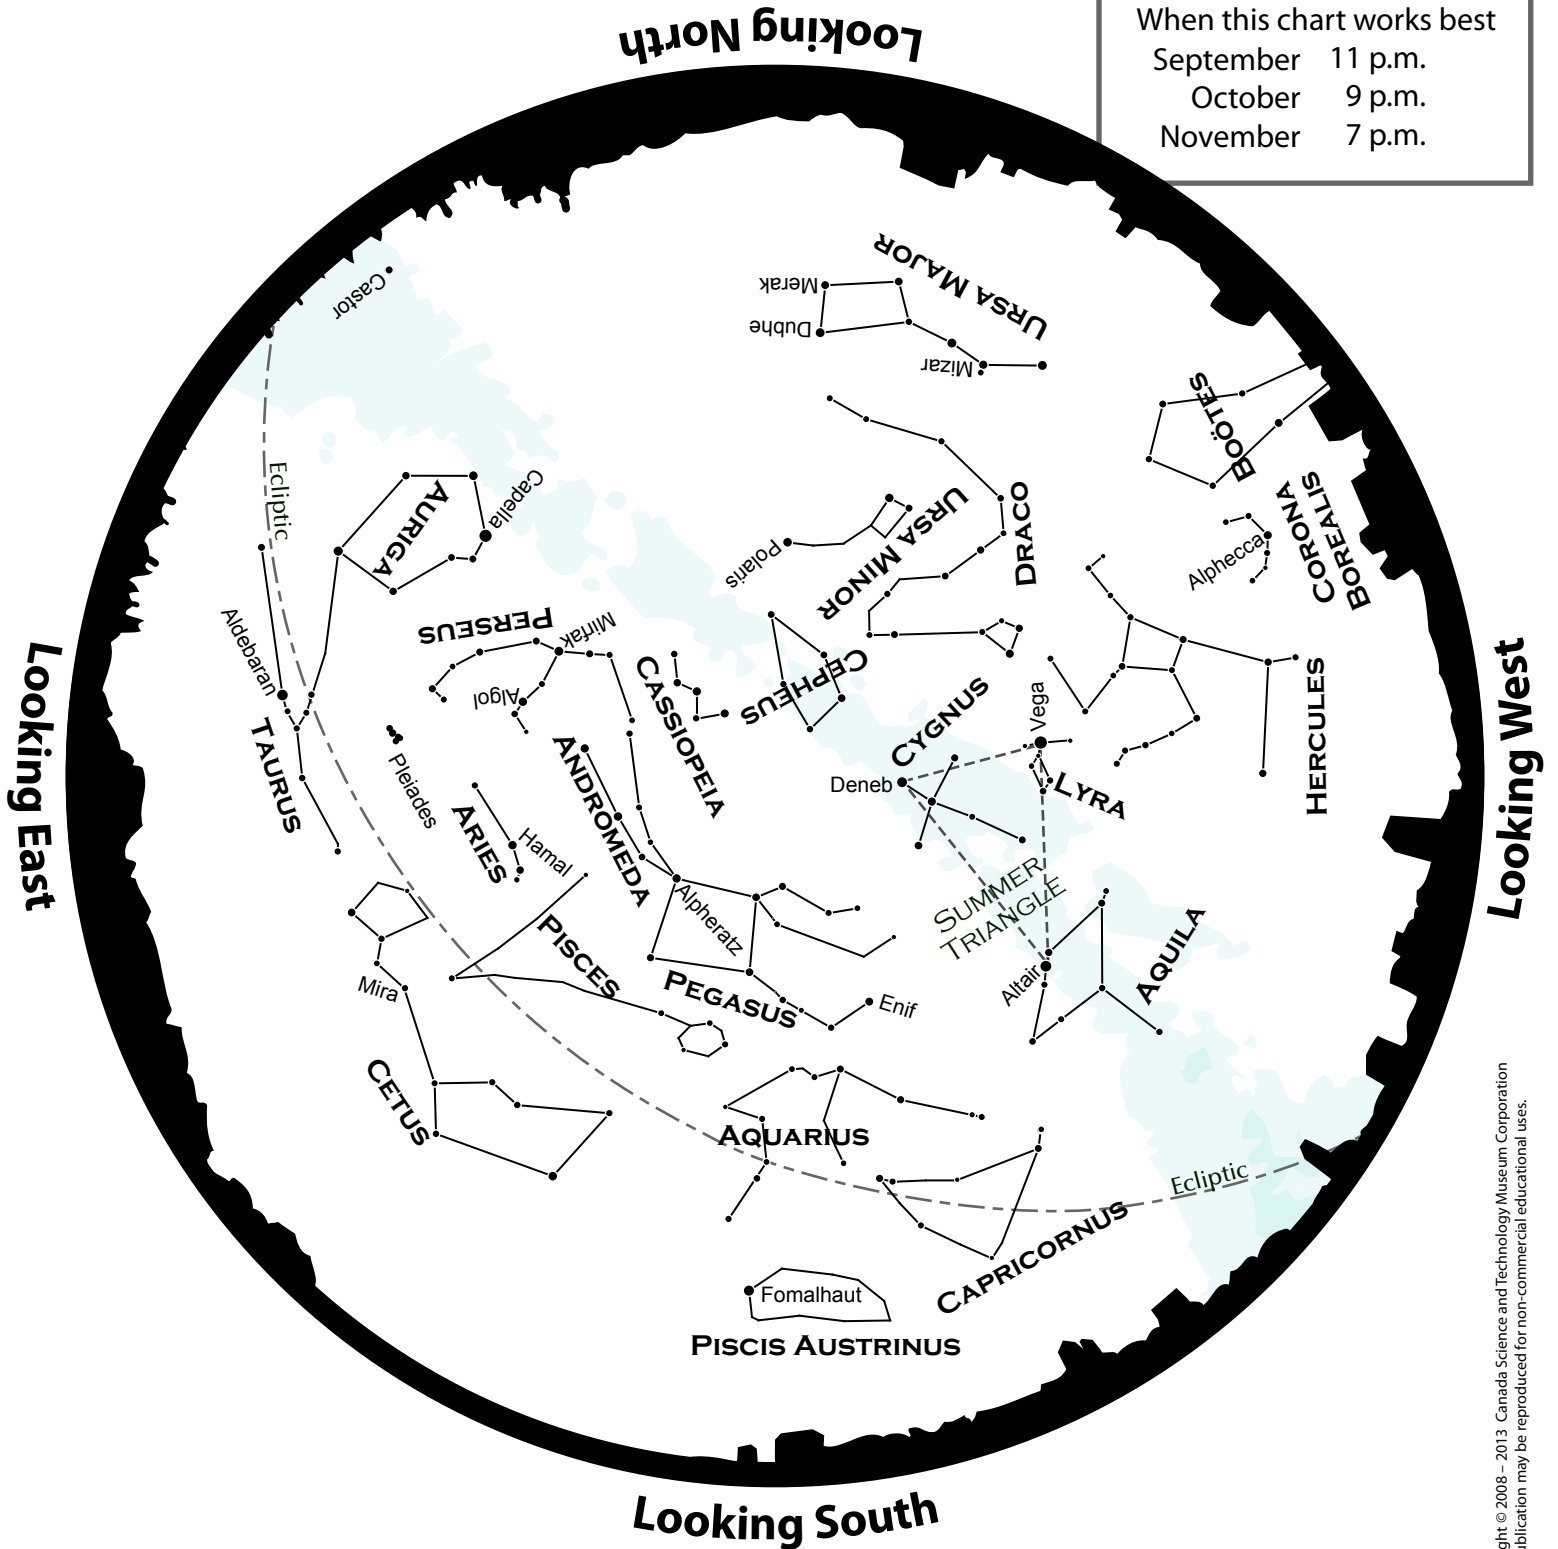 When this chart works best
September 11 p.m.
October 9 p.m.
November 7 p.m.
Looking North
Castor
Merak
Dubhe
Mizar
URSA MAJOR
BOÖTES
Ecliptic
AURIGA
Capella
Polaris
URSA MINOR
DRACO
Alphecca
CORONA
BOREALIS
Aldebaran
PERSEUS
Mirfak
Algol
CASSIOPEIA
CEPHEUS
CYGNUS
Vega
HERCULES
Looking East
Looking West
TAURUS
Pleiades
ANDROMEDA
Deneb
LYRA
ARIES
Hamal
Alpheratz
SUMMER
TRIANGLE
AQUILA
PISCES
Mira
PEGASUS
Enif
Altair
CETUS
AQUARIUS
Ecliptic
CAPRICORNUS
Fomalhaut
PISCIS AUSTRINUS
Looking South
ght © 2008 – 2013 Canada Science and Technology Museum Corporation
ublication may be reproduced for non-commercial educational uses.